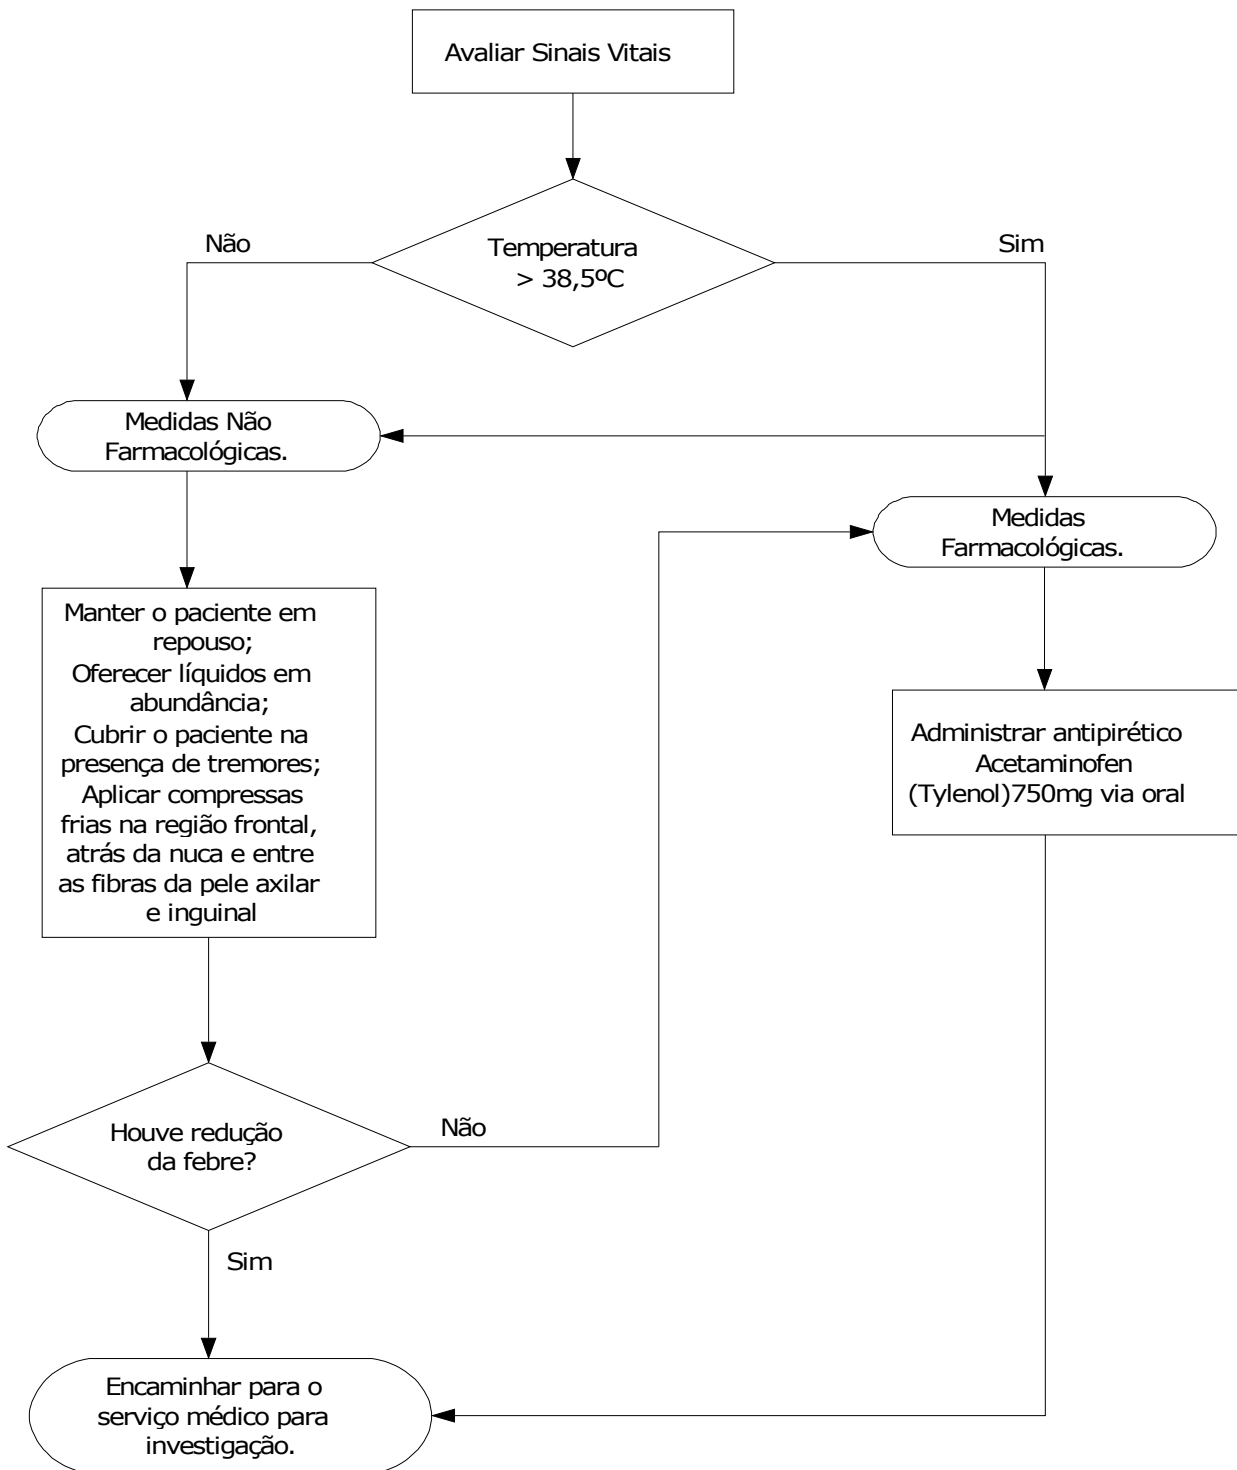 Avaliar Sinais Vitais
Não
Temperatura
> 38,5ºC
Sim
Medidas Não
Farmacológicas.
Medidas
Farmacológicas.
Manter o paciente em
repouso;
Oferecer líquidos em
abundância;
Cubrir o paciente na
presença de tremores;
Aplicar compressas
frias na região frontal,
atrás da nuca e entre
as fibras da pele axilar
e inguinal
Administrar antipirético
Acetaminofen
(Tylenol)750mg via oral
Houve redução
da febre?
Não
Sim
Encaminhar para o
serviço médico para
investigação.